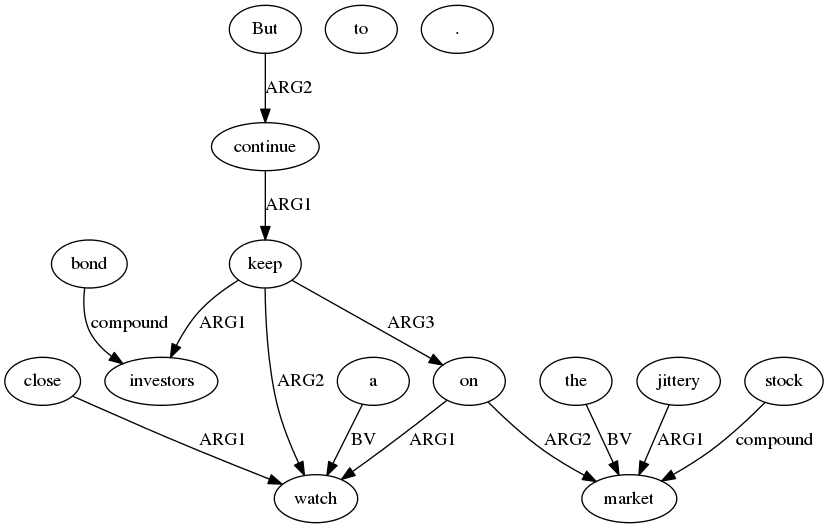 But to .
ARG2
continue
ARG1
bond keep
compound ARG1 ARG3
close investors ARG2 a on the jittery stock
ARG1 BV ARG1 ARG2 BV ARG1 compound
watch market